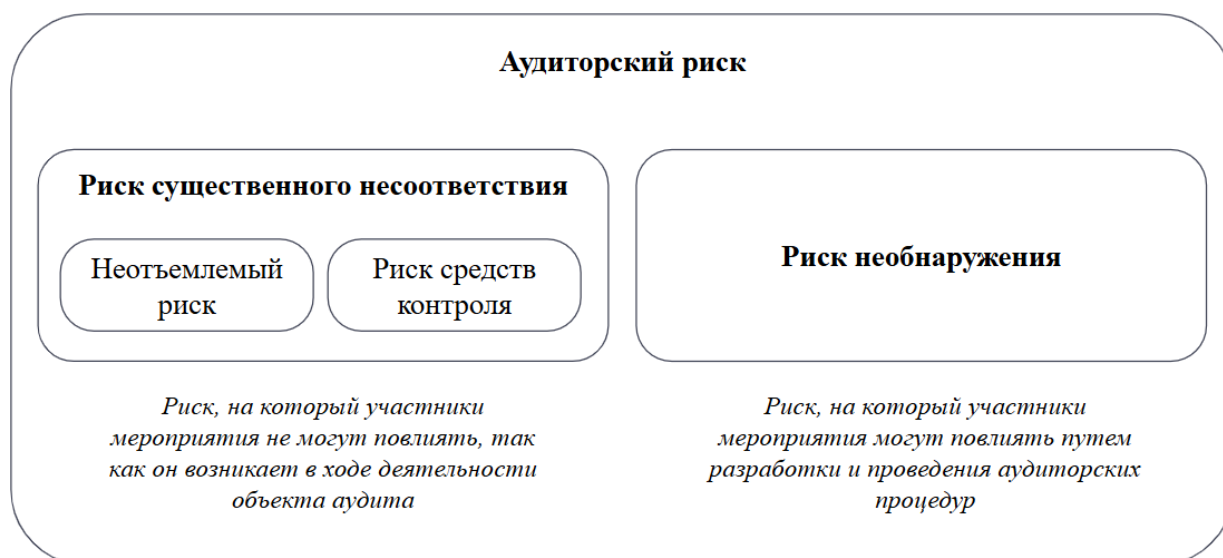 Аудиторский риск
Риск существенного несоответствия
Неотъемлемый
риск
Риск средств
контроля
Риск необнаружения
Риск, на который участники
мероприятия не могут повлиять, так
как он возникает в ходе деятельности
объекта аудита
Риск, на который участники
мероприятия могут повлиять путем
разработки и проведения аудиторских
процедур